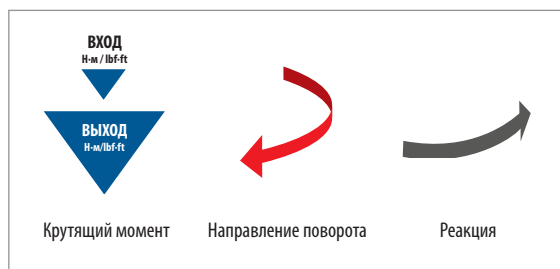 ВХОД
Н·м / lbf·ft
ВЫХОД
Н·м/lbf·ft
Крутящий момент
Направление поворота
Реакция